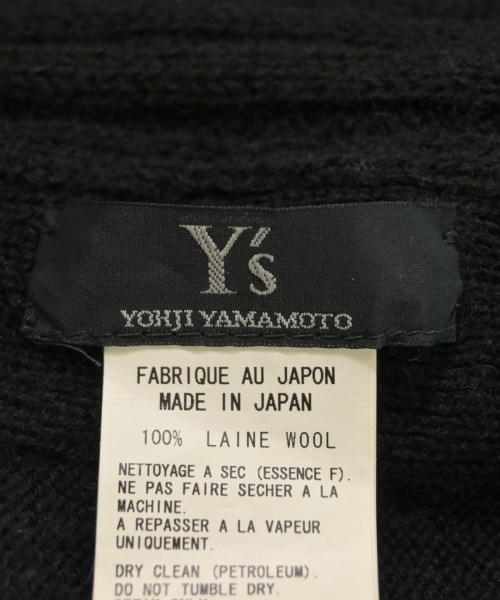 Y's
YOHJI YAMAMOTO
FABRIQUE AU JAPON
MADE IN JAPAN
100% LAINE WOOL
NETTOYAGE A SEC (ESSENCE F).
NE PAS FAIRE SECHER A LA
MACHINE.
A REPASSER A LA VAPEUR
UNIQUEMENT.
DRY CLEAN (PETROLEUM).
DO NOT TUMBLE DRY.